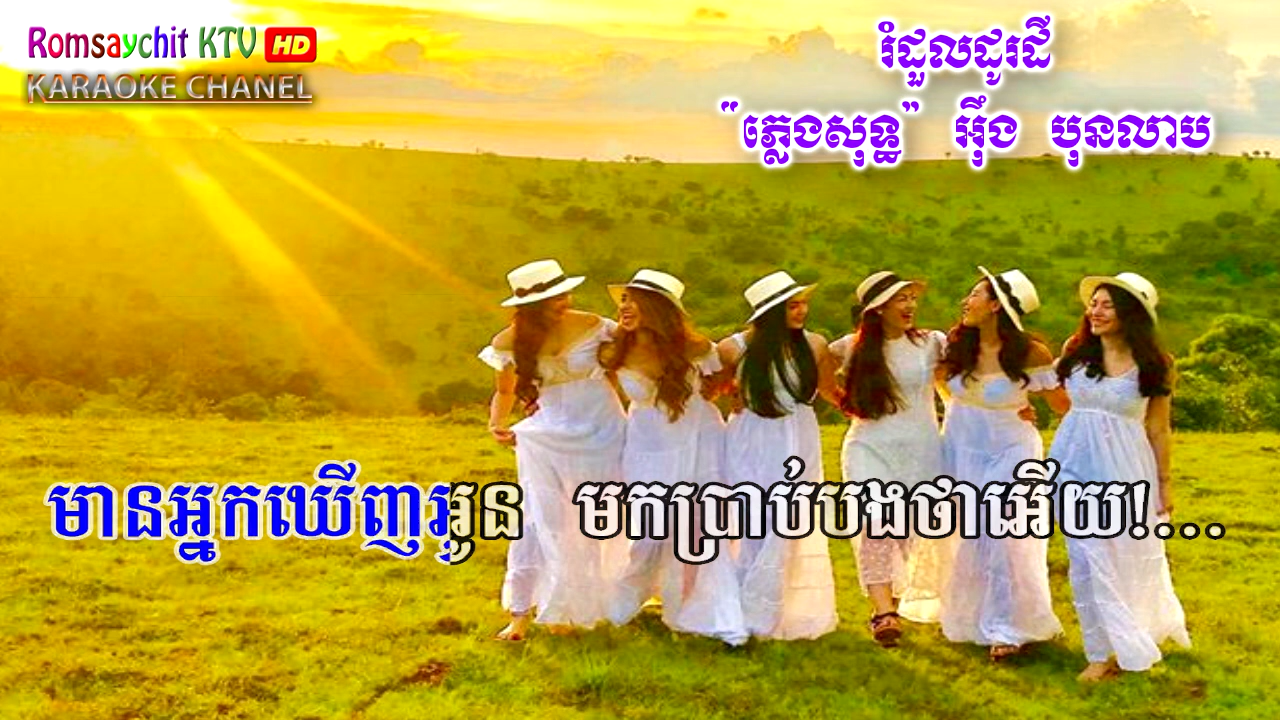 Romsaychit KTV HD
KARAOKE CHANEL
រំដួលដូរដី
"ភ្លេងសុទ្ធ" អ៊ឹង ប៊ុនលាប
មានអ្នកឃើញអូន មកប្រាប់បងថាអើយ!...